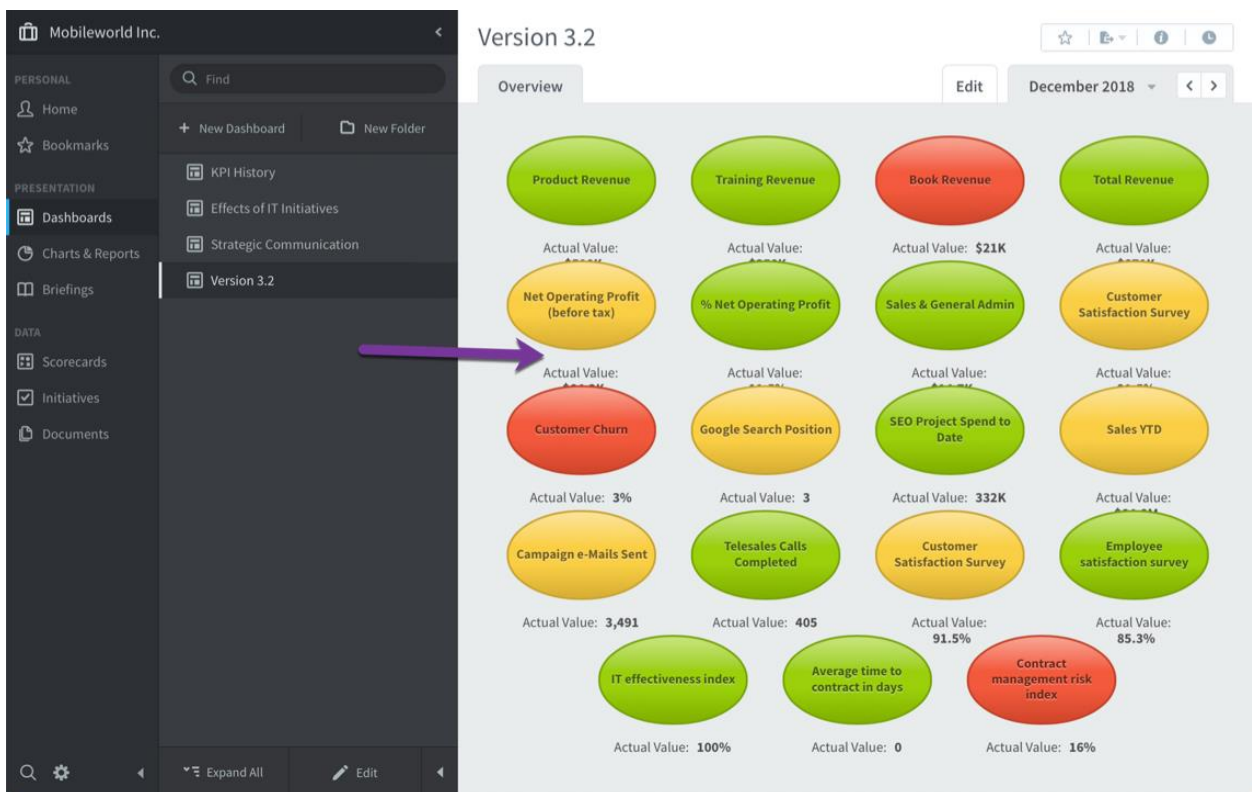 Mobileworld Inc.
PERSONAL
Home
Bookmarks
PRESENTATION
Dashboards
Charts & Reports
Briefings
DATA
Scorecards
Initiatives
Documents
Find
New Dashboard
New Folder
KPI History
Effects of IT Initiatives
Strategic Communication
Version 3.2
Expand All
Edit
Version 3.2
Overview
Edit
December 2018
Product Revenue
Training Revenue
Book Revenue
Total Revenue
Actual Value:
Actual Value:
Actual Value: $21K
Actual Value:
Net Operating Profit
(before tax)
% Net Operating Profit
Sales & General Admin
Customer
Satisfaction Survey
Actual Value:
Actual Value:
Actual Value:
Actual Value:
Customer Churn
Google Search Position
SEO Project Spend to
Date
Sales YTD
Actual Value: 3%
Actual Value: 3
Actual Value: 332K
Actual Value:
Campaign e-Mails Sent
Telesales Calls
Completed
Customer
Satisfaction Survey
Employee
satisfaction survey
Actual Value: 3,491
Actual Value: 405
Actual Value:
91.5%
Actual Value:
85.3%
IT effectiveness index
Average time to
contract in days
Contract
management risk
index
Actual Value: 100%
Actual Value: 0
Actual Value: 16%